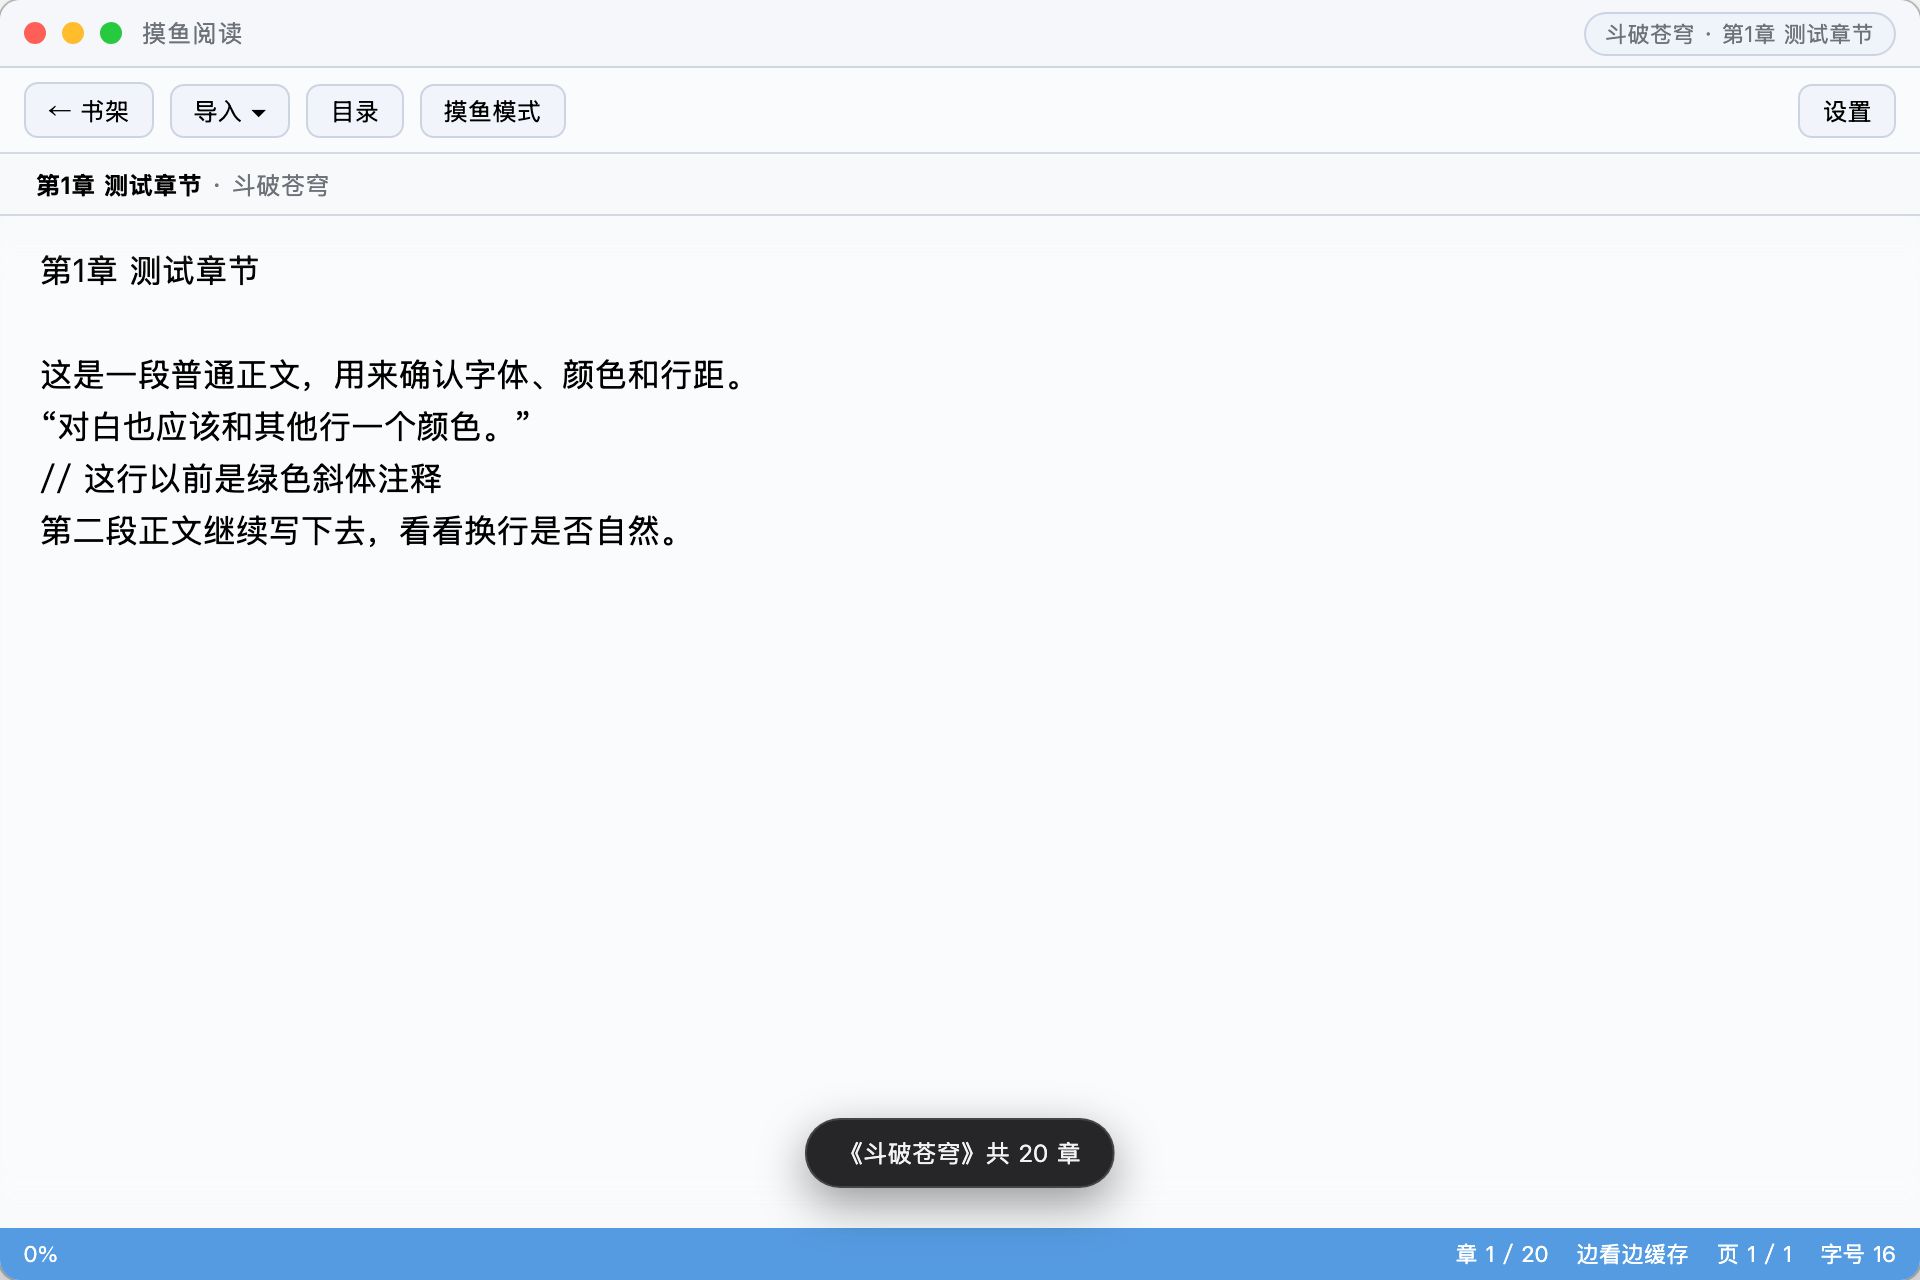 摸鱼阅读
斗破苍穹 · 第1章 测试章节
← 书架
导入
目录
摸鱼模式
设置
第1章 测试章节 · 斗破苍穹
第1章 测试章节
这是一段普通正文，用来确认字体、颜色和行距。
“对白也应该和其他行一个颜色。”
// 这行以前是绿色斜体注释
第二段正文继续写下去，看看换行是否自然。
《斗破苍穹》共 20 章
0%
章 1 / 20
边看边缓存
页 1 / 1
字号 16